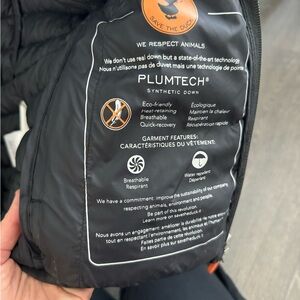 SAVE THE DUCK
WE RESPECT ANIMALS
We don't use real down but a state-of-the-art technology
Nous n'utilisons pas de duvet mais une technologie de pointe
PLUMTECH®
SYNTHETIC DOWN
Eco-friendly Écologique
Heat-retaining Maintien la chaleur
Breathable Respirant
Quick-recovery Récupération rapide
GARMENT FEATURES:
CARACTÉRISTIQUES DU VÊTEMENT:
Breathable Water repellent
Respirant Déperlant
We have a commitment: improve the sustainability of our company,
respecting animals, environment and people.
Be part of this revolution.
Learn more on savetheduck.it
Nous avons un engagement: améliorer la durabilité de notre entreprise
tout en respectant l'environnement, les animaux et l'humain
Faites partie de cette révolution.
En savoir plus sur savetheduck.it